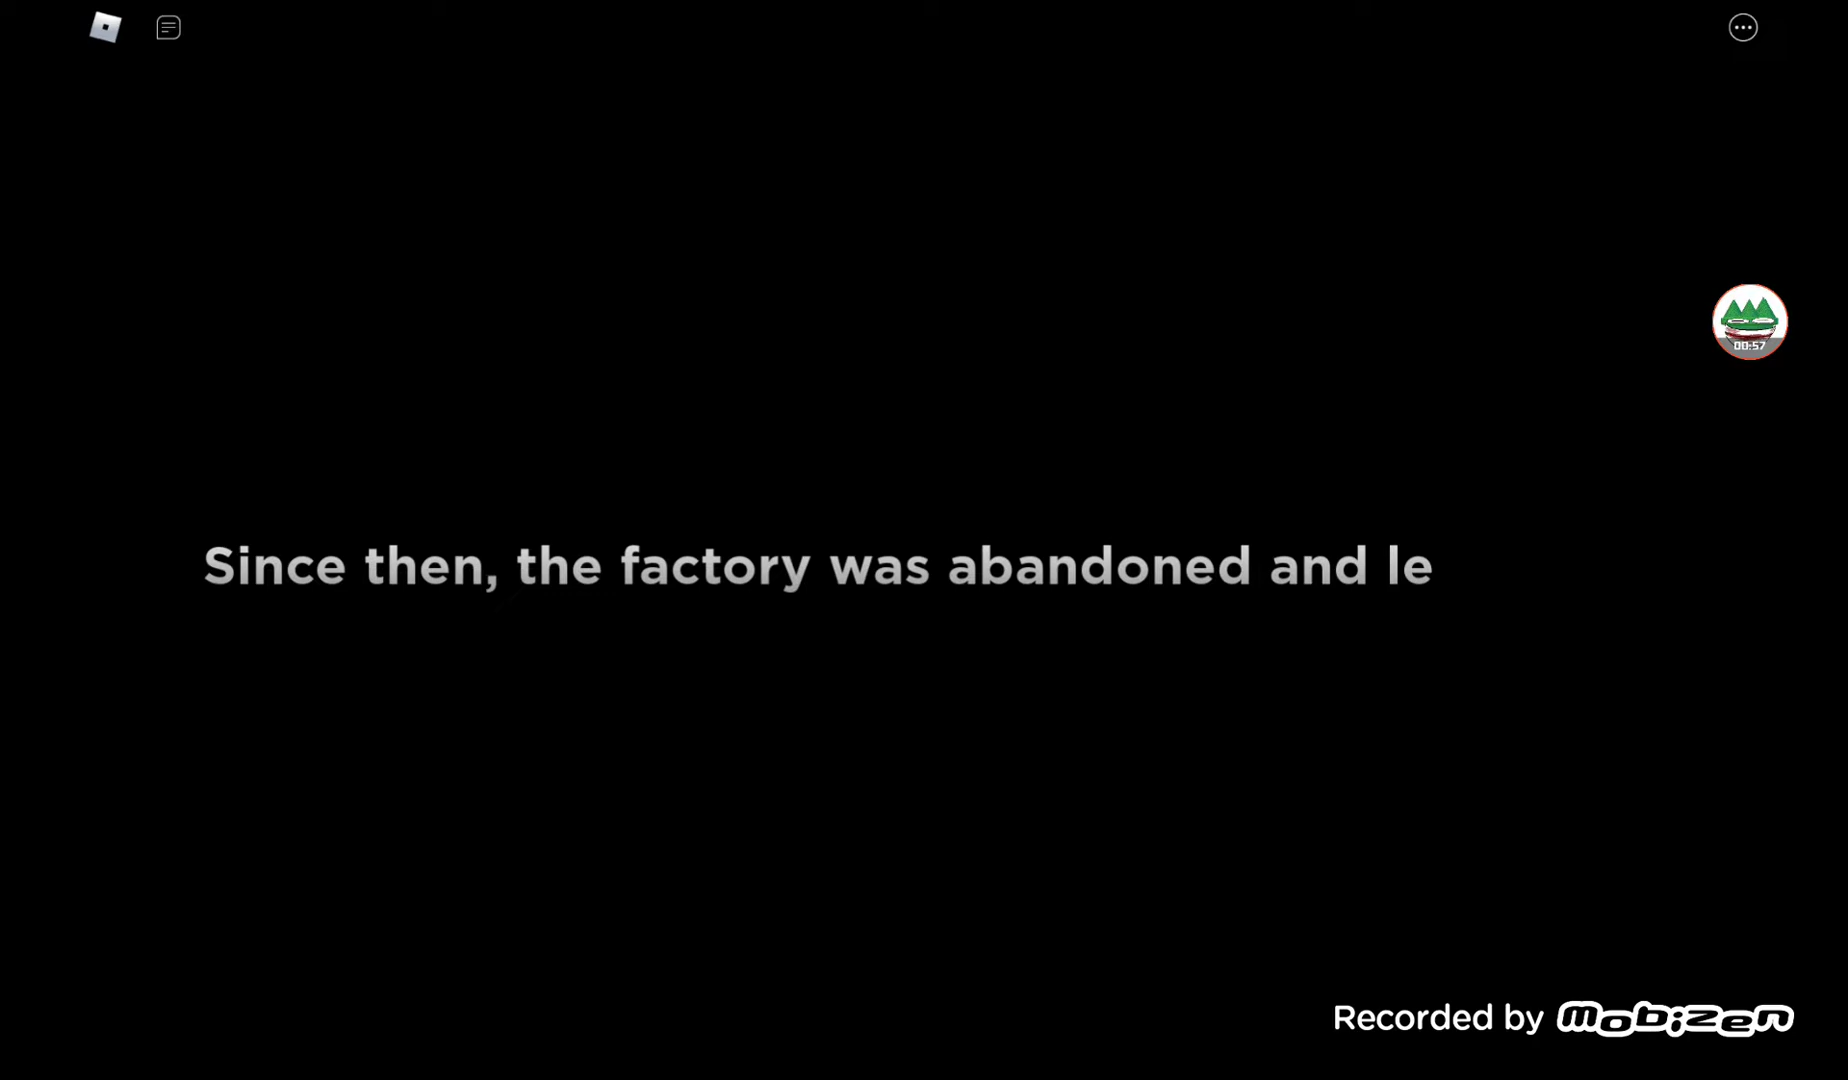 00:57
Since then, the factory was abandoned and le
Recorded by mobizen